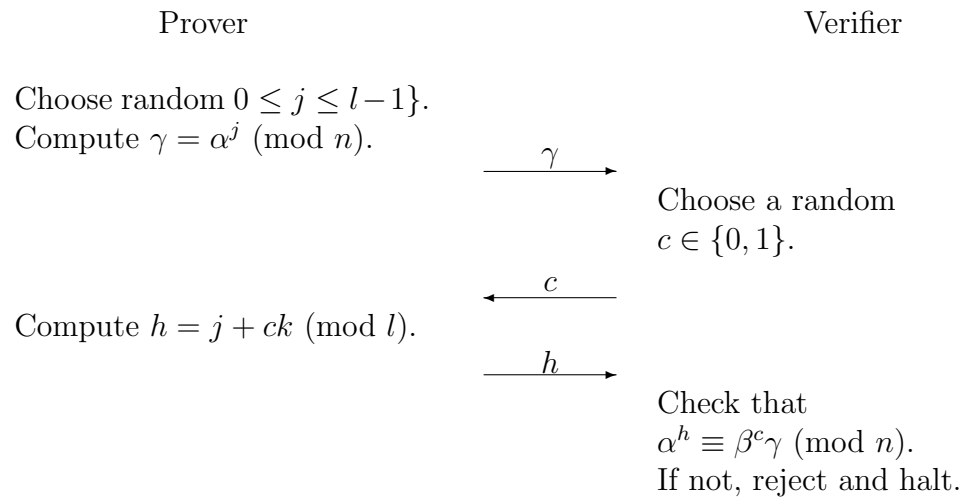 Prover Verifier
Choose random 0 ≤ j ≤ l−1}.
Compute γ = α^j (mod n).
γ
Choose a random
c ∈ {0, 1}.
c
Compute h = j + ck (mod l).
h
Check that
α^h ≡ β^c γ (mod n).
If not, reject and halt.